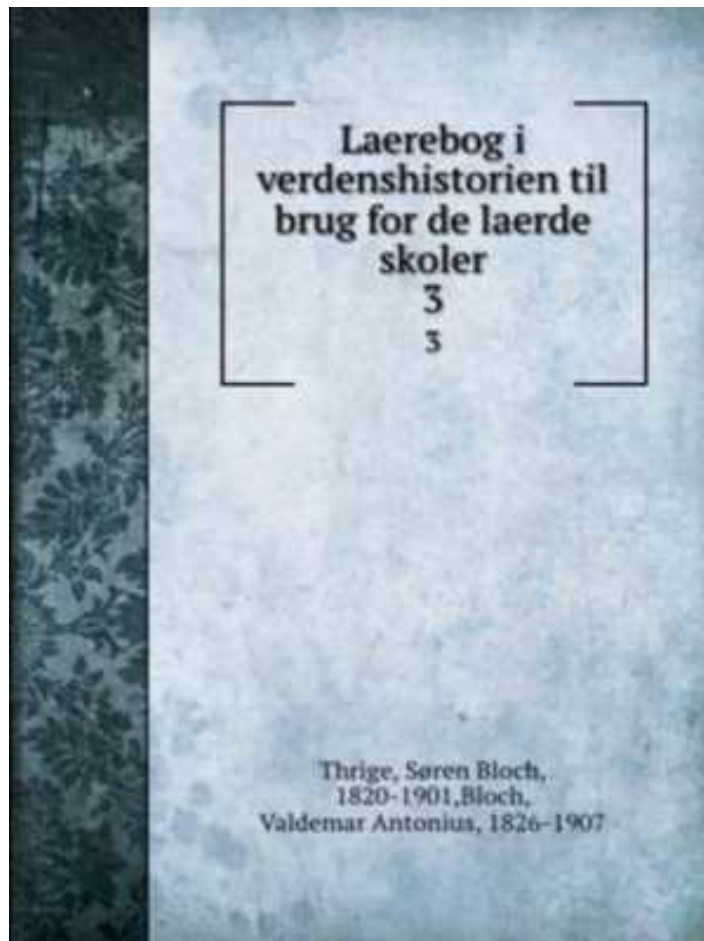 Laerebog i
verdenshistorien til
brug for de laerde
skoler
3
3
Thrige, Søren Bloch,
1820-1901,Bloch,
Valdemar Antonius, 1826-1907